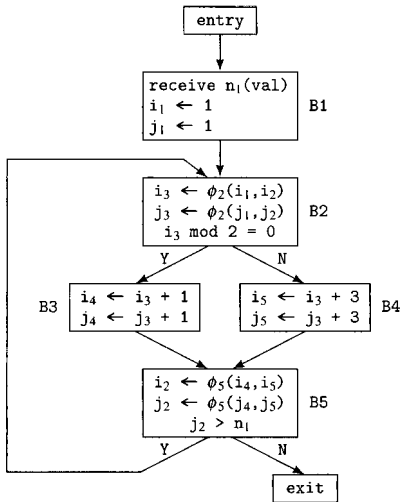 entry
receive n₁(val)
i₁ ← 1
j₁ ← 1
B1
i₃ ← ϕ₂(i₁,i₂)
j₃ ← ϕ₂(j₁,j₂)
i₃ mod 2 = 0
B2
Y N
B3
i₄ ← i₃ + 1
j₄ ← j₃ + 1
i₅ ← i₃ + 3
j₅ ← j₃ + 3
B4
i₂ ← ϕ₅(i₄,i₅)
j₂ ← ϕ₅(j₄,j₅)
j₂ > n₁
B5
Y N
exit